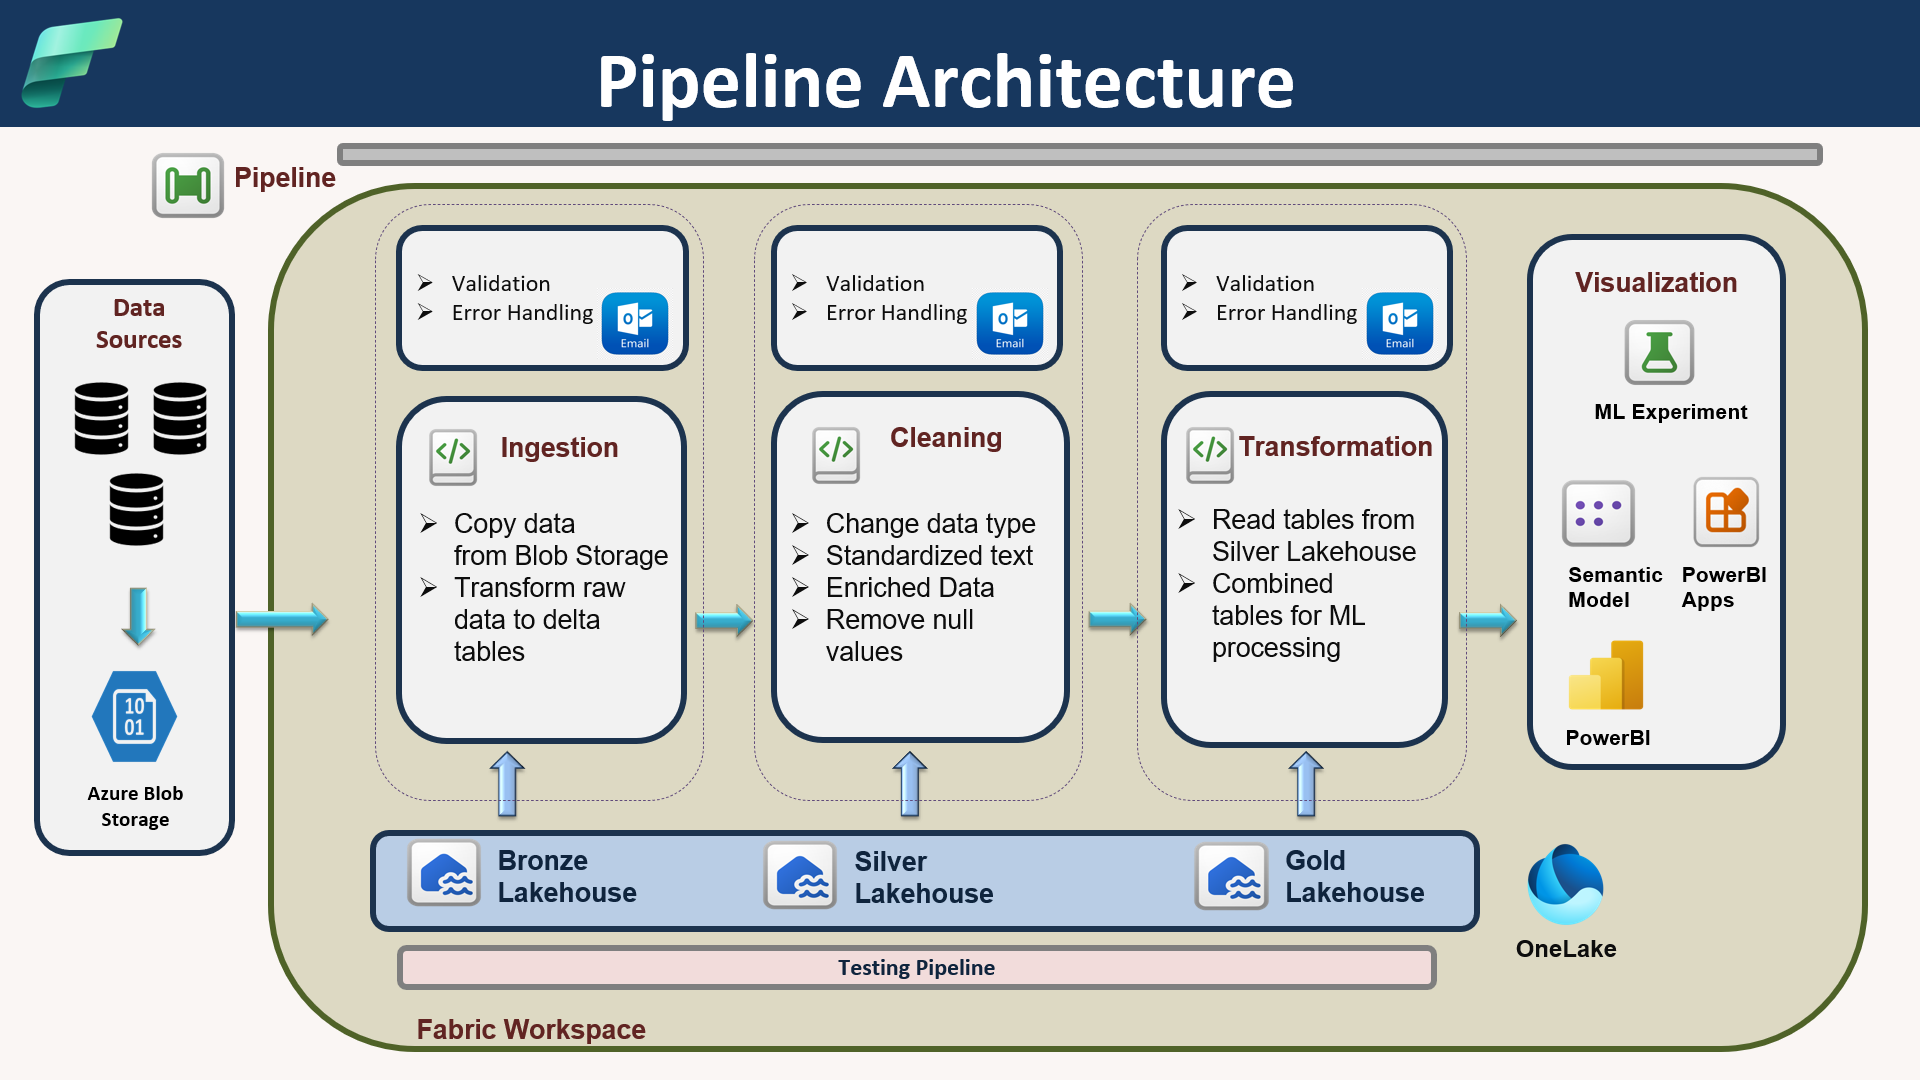 Pipeline Architecture
Pipeline
Data
Sources
Azure Blob
Storage
Validation
Error Handling
Email
Ingestion
Copy data
from Blob Storage
Transform raw
data to delta
tables
Validation
Error Handling
Email
Cleaning
Change data type
Standardized text
Enriched Data
Remove null
values
Validation
Error Handling
Email
Transformation
Read tables from
Silver Lakehouse
Combined
tables for ML
processing
Visualization
ML Experiment
Semantic
Model
PowerBI
Apps
PowerBI
Bronze
Lakehouse
Silver
Lakehouse
Gold
Lakehouse
OneLake
Testing Pipeline
Fabric Workspace
10
01